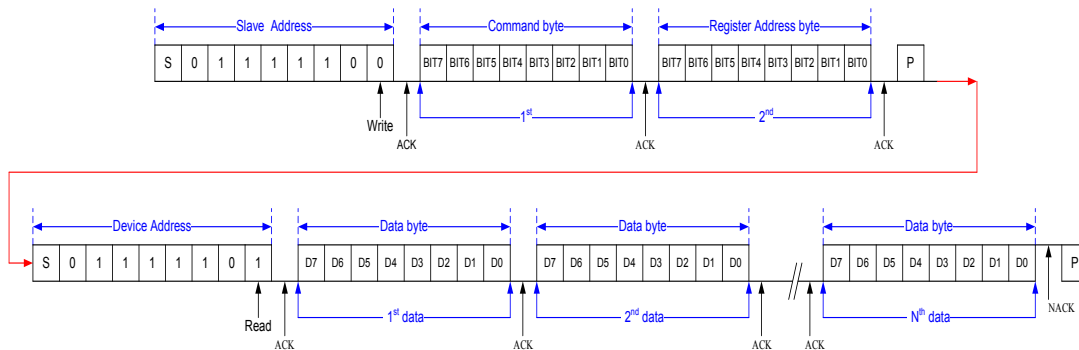 Slave Address Command byte Register Address byte
S 0 1 1 1 1 1 0 0 BIT7 BIT6 BIT5 BIT4 BIT3 BIT2 BIT1 BIT0 BIT7 BIT6 BIT5 BIT4 BIT3 BIT2 BIT1 BIT0 P
1st 2nd
Write ACK ACK ACK
Device Address Data byte Data byte Data byte
S 0 1 1 1 1 1 0 1 D7 D6 D5 D4 D3 D2 D1 D0 D7 D6 D5 D4 D3 D2 D1 D0 D7 D6 D5 D4 D3 D2 D1 D0 P
1st data 2nd data Nth data NACK
Read ACK ACK ACK ACK